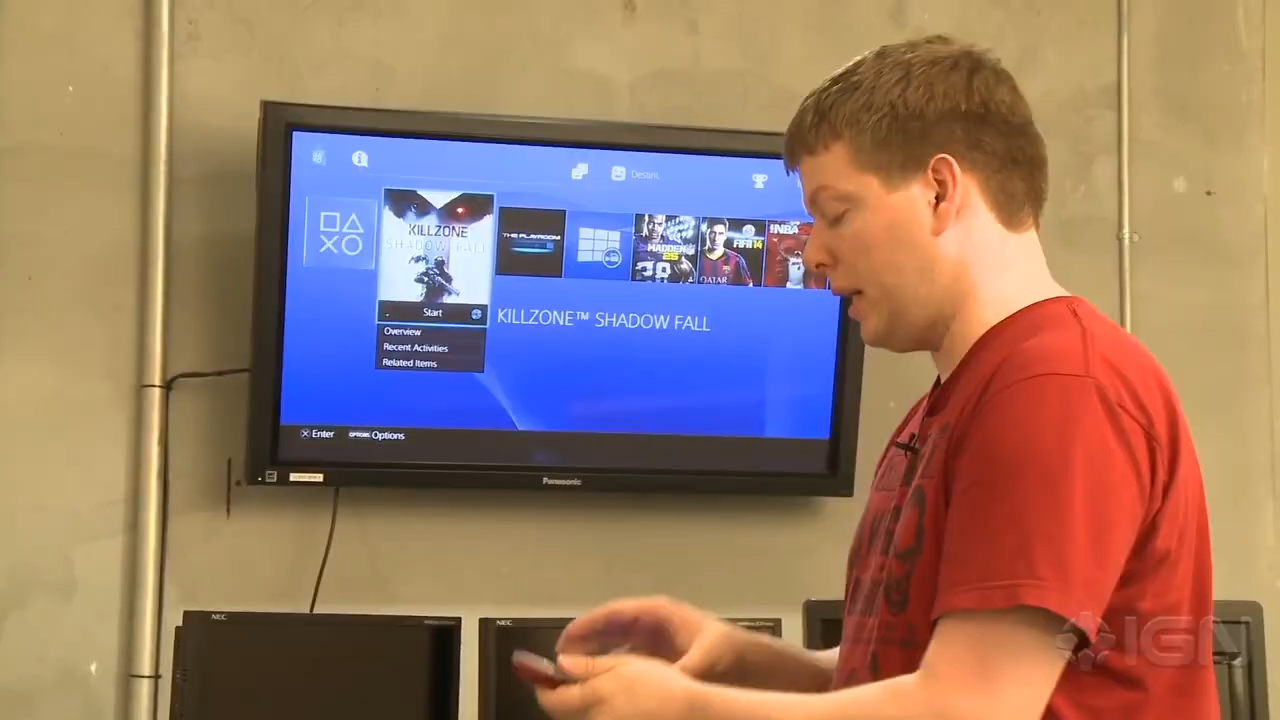 Destini
KILLZONE
SHADOW FALL
THE PLAYROOM
MADDEN
25
FIFA 14
QATAR
NBA
Start
KILLZONE™ SHADOW FALL
Overview
Recent Activities
Related Items
Enter
OPTIONS Options
Panasonic
NEC
NEC
IGN